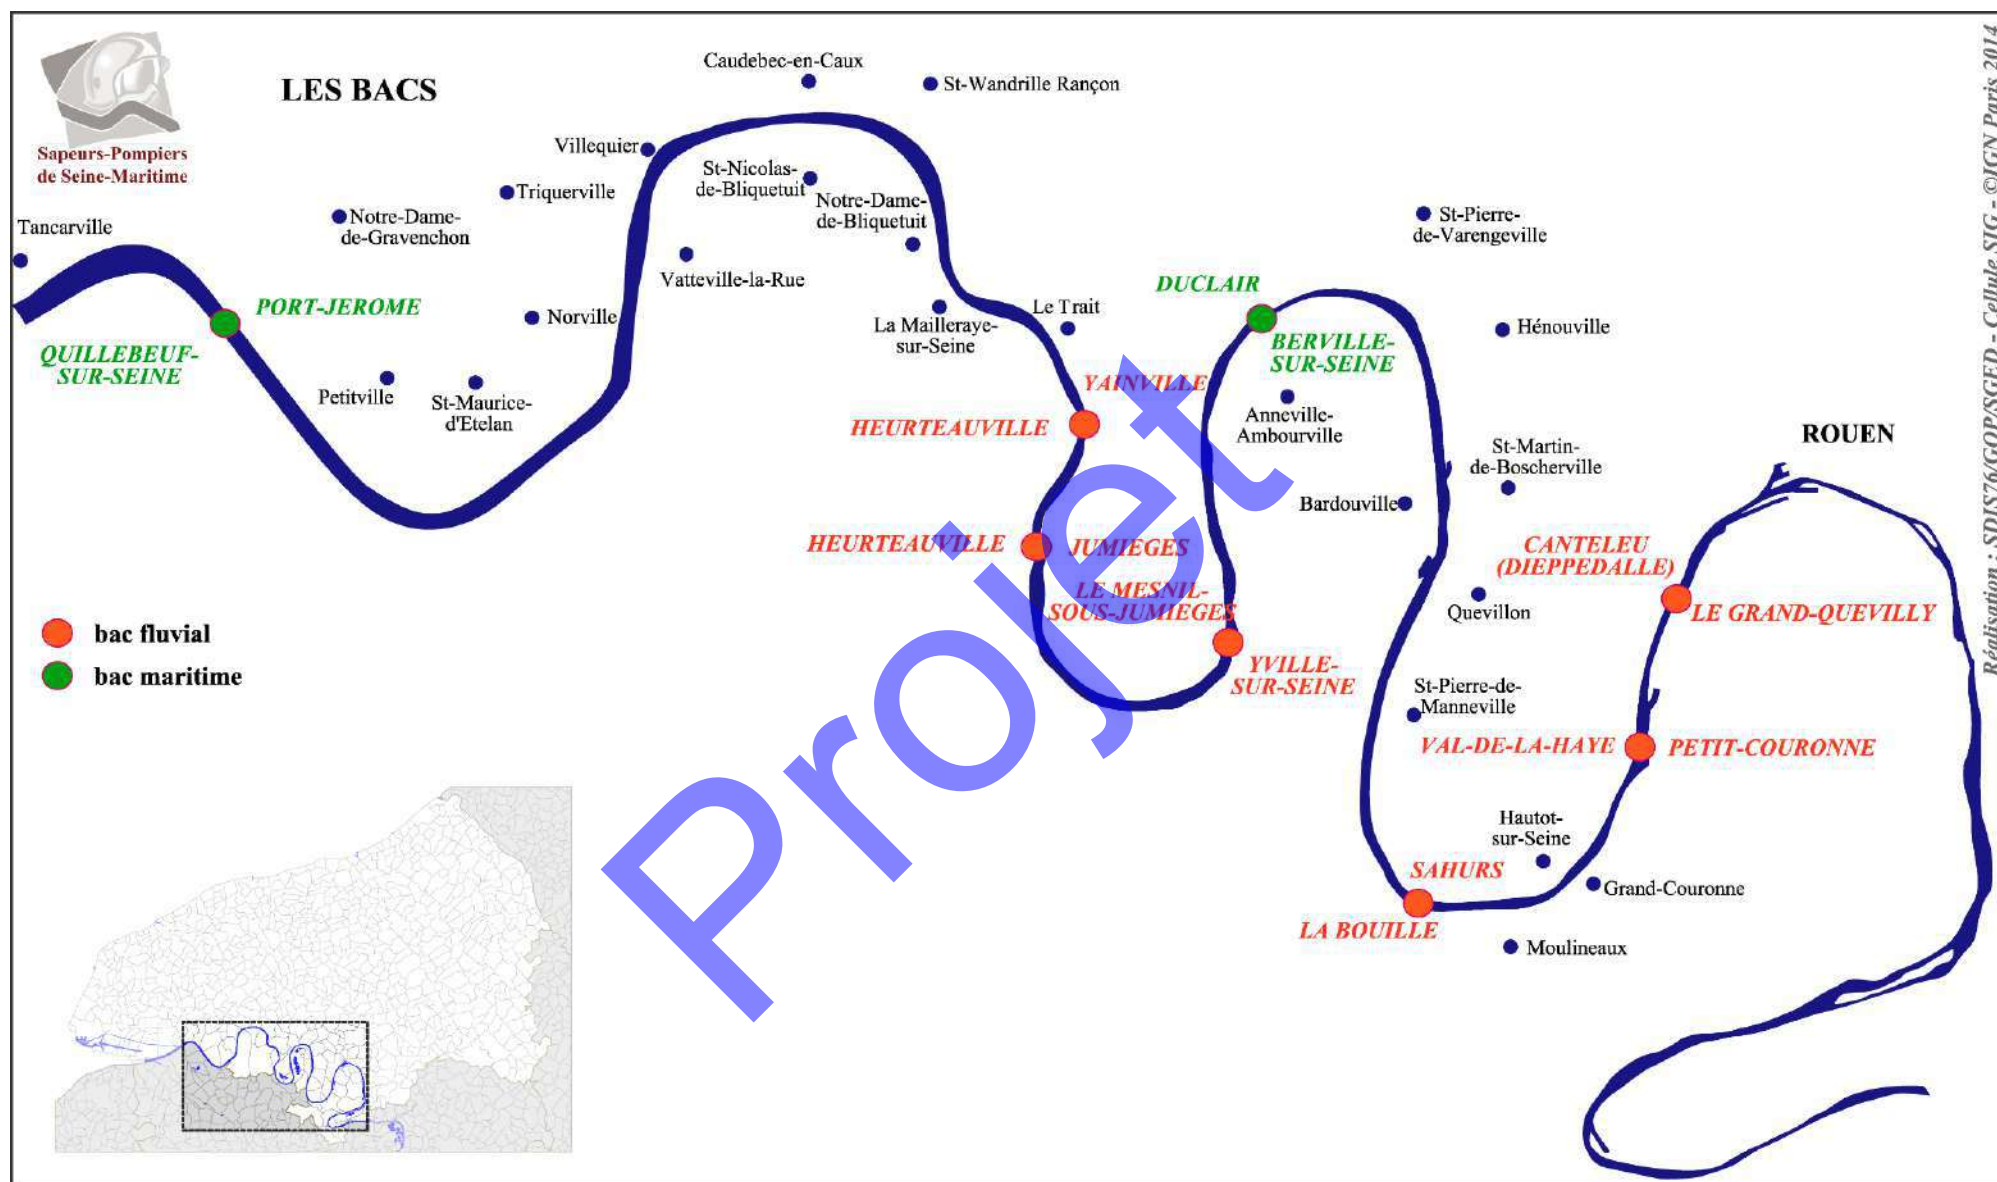 LES BACS
Sapeurs-Pompiers
de Seine-Maritime
Caudebec-en-Caux
St-Wandrille Rançon
Villequier
St-Nicolas-
de-Bliquetuit
Triquerville
Notre-Dame-
de-Bliquetuit
Notre-Dame-
de-Gravenchon
Tancarville
Vatteville-la-Rue
PORT-JEROME
QUILLEBEUF-
SUR-SEINE
Norville
Petitville
St-Maurice-
d'Etelan
La Mailleraye-
sur-Seine
Le Trait
YAINVILLE
HEURTEAUVILLE
HEURTEAUVILLE
JUMIEGES
LE MESNIL-
SOUS-JUMIEGES
YVILLE-
SUR-SEINE
DUCLAIR
BERVILLE-
SUR-SEINE
Anneville-
Ambourville
Bardouville
St-Pierre-
de-Varengeville
Hénouville
St-Martin-
de-Boscherville
Quevillon
St-Pierre-de-
Manneville
ROUEN
CANTELEU
(DIEPPEDALLE)
LE GRAND-QUEVILLY
VAL-DE-LA-HAYE
PETIT-COURONNE
Hautot-
sur-Seine
SAHURS
LA BOUILLE
Grand-Couronne
Moulineaux
bac fluvial
bac maritime
Projet
Réalisation : SDIS76/GOP/SGED - Cellule SIG - ©IGN Paris 2014